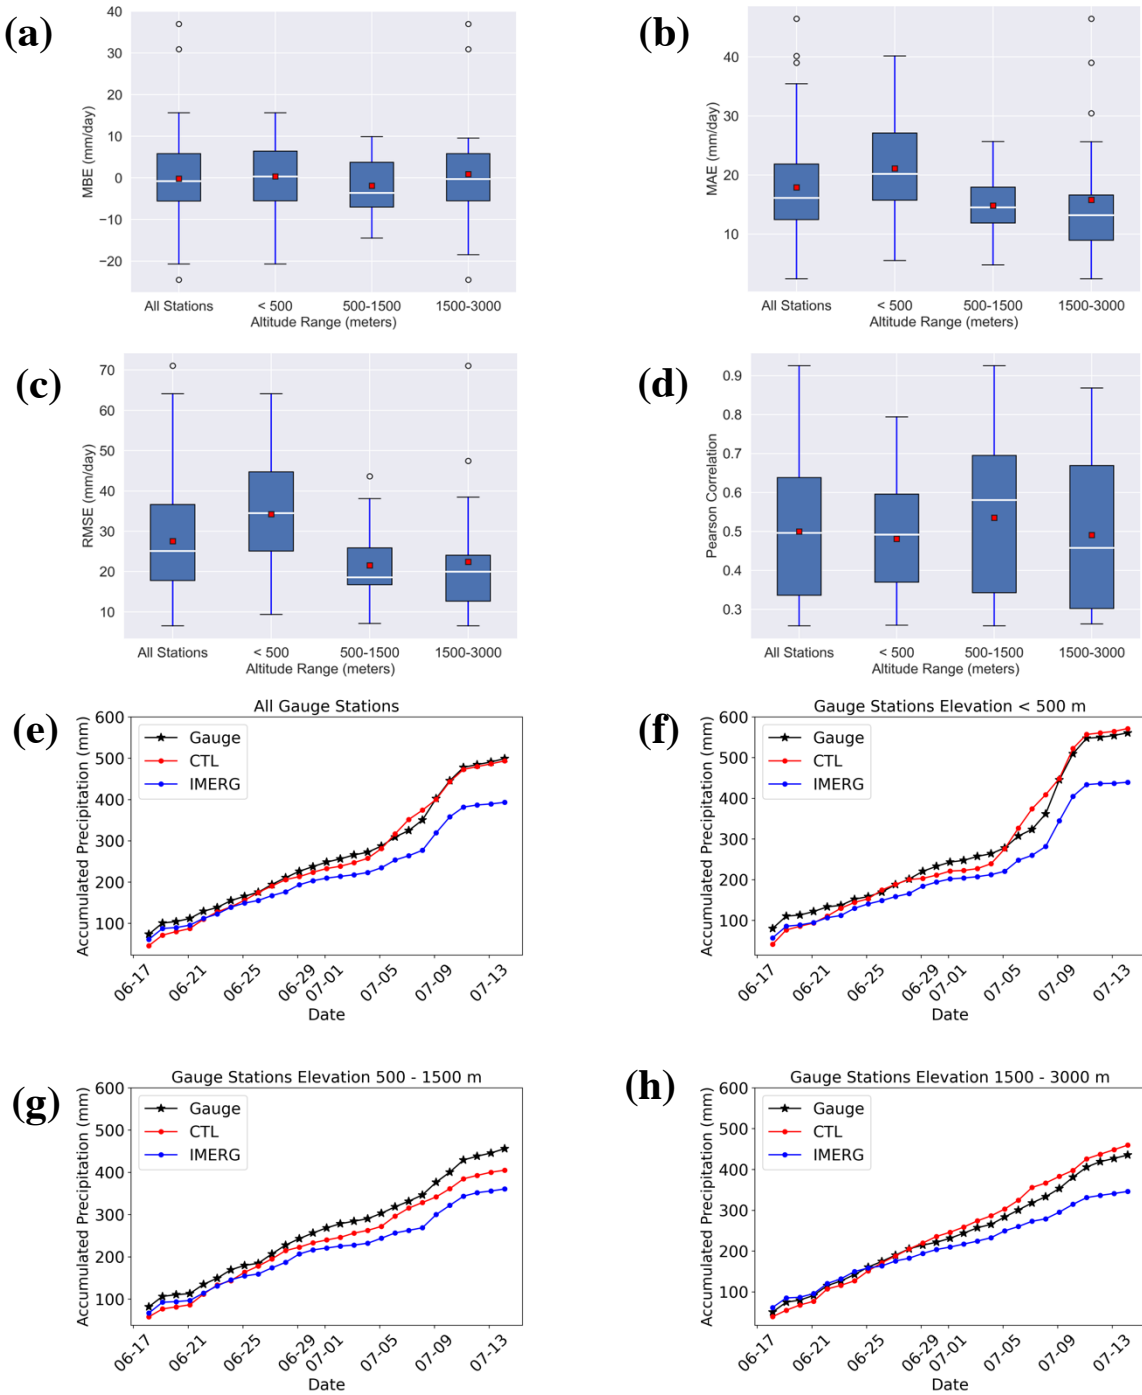 (a)
MBE (mm/day)
40
30
20
10
0
−10
−20
All Stations
< 500
500-1500
1500-3000
Altitude Range (meters)
(b)
MAE (mm/day)
40
30
20
10
All Stations
< 500
500-1500
1500-3000
Altitude Range (meters)
(c)
RMSE (mm/day)
70
60
50
40
30
20
10
All Stations
< 500
500-1500
1500-3000
Altitude Range (meters)
(d)
Pearson Correlation
0.9
0.8
0.7
0.6
0.5
0.4
0.3
All Stations
< 500
500-1500
1500-3000
Altitude Range (meters)
(e)
All Gauge Stations
Accumulated Precipitation (mm)
600
500
400
300
200
100
Gauge
CTL
IMERG
06-17
06-21
06-25
06-29
07-01
07-05
07-09
07-13
Date
(f)
Gauge Stations Elevation < 500 m
Accumulated Precipitation (mm)
600
500
400
300
200
100
Gauge
CTL
IMERG
06-17
06-21
06-25
06-29
07-01
07-05
07-09
07-13
Date
(g)
Gauge Stations Elevation 500 - 1500 m
Accumulated Precipitation (mm)
600
500
400
300
200
100
Gauge
CTL
IMERG
06-17
06-21
06-25
06-29
07-01
07-05
07-09
07-13
Date
(h)
Gauge Stations Elevation 1500 - 3000 m
Accumulated Precipitation (mm)
600
500
400
300
200
100
Gauge
CTL
IMERG
06-17
06-21
06-25
06-29
07-01
07-05
07-09
07-13
Date